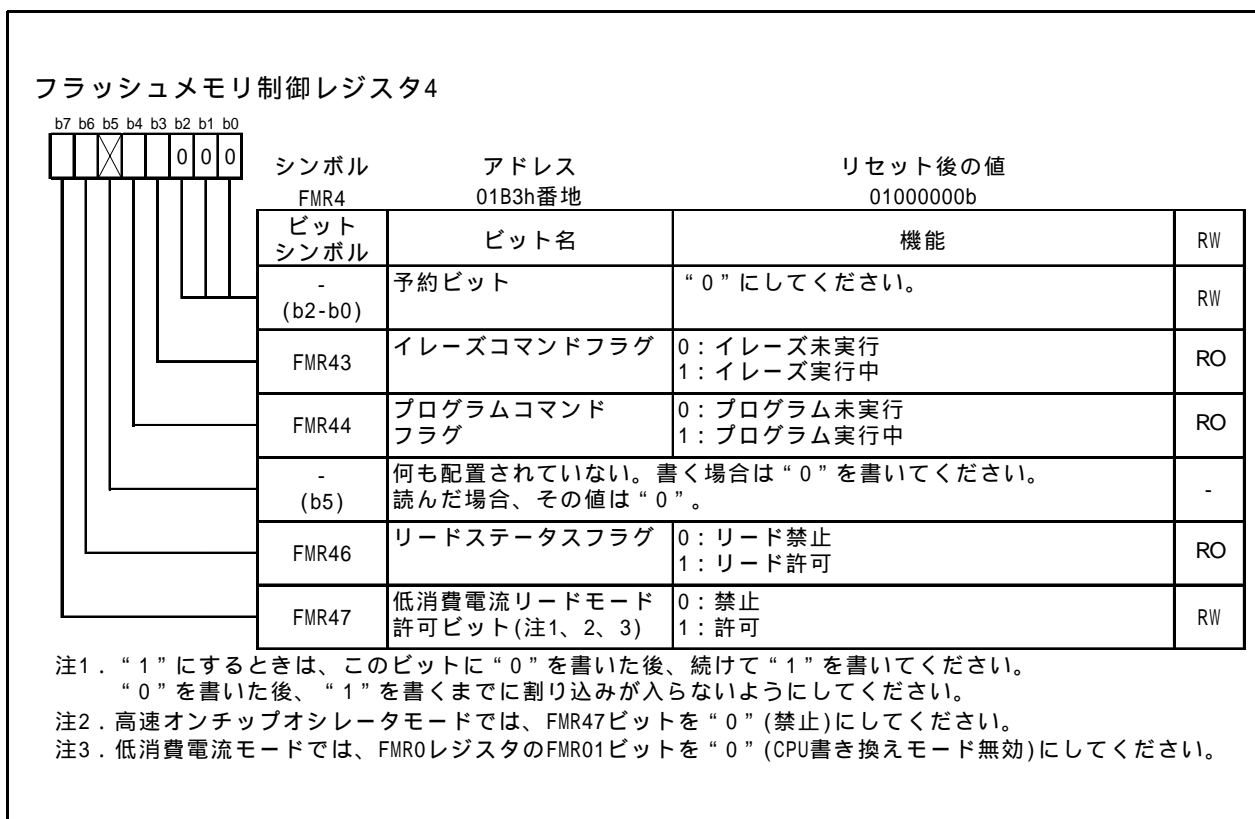 フラッシュメモリ制御レジスタ4
b7 b6 b5 b4 b3 b2 b1 b0
0 0 0
シンボル アドレス リセット後の値
FMR4 01B3h番地 01000000b
ビット
シンボル
ビット名 機能 RW
-
(b2-b0)
予約ビット “0”にしてください。 RW
FMR43
イレーズコマンドフラグ 0：イレーズ未実行
1：イレーズ実行中
RO
FMR44
プログラムコマンド
フラグ
0：プログラム未実行
1：プログラム実行中
RO
-
(b5)
何も配置されていない。書く場合は“0”を書いてください。
読んだ場合、その値は“0”。
-
FMR46
リードステータスフラグ 0：リード禁止
1：リード許可
RO
FMR47
低消費電流リードモード
許可ビット(注1、2、3)
0：禁止
1：許可
RW
注1．“1”にするときは、このビットに“0”を書いた後、続けて“1”を書いてください。
“0”を書いた後、“1”を書くまでに割り込みが入らないようにしてください。
注2．高速オンチップオシレータモードでは、FMR47ビットを“0”(禁止)にしてください。
注3．低消費電流モードでは、FMR0レジスタのFMR01ビットを“0”(CPU書き換えモード無効)にしてください。